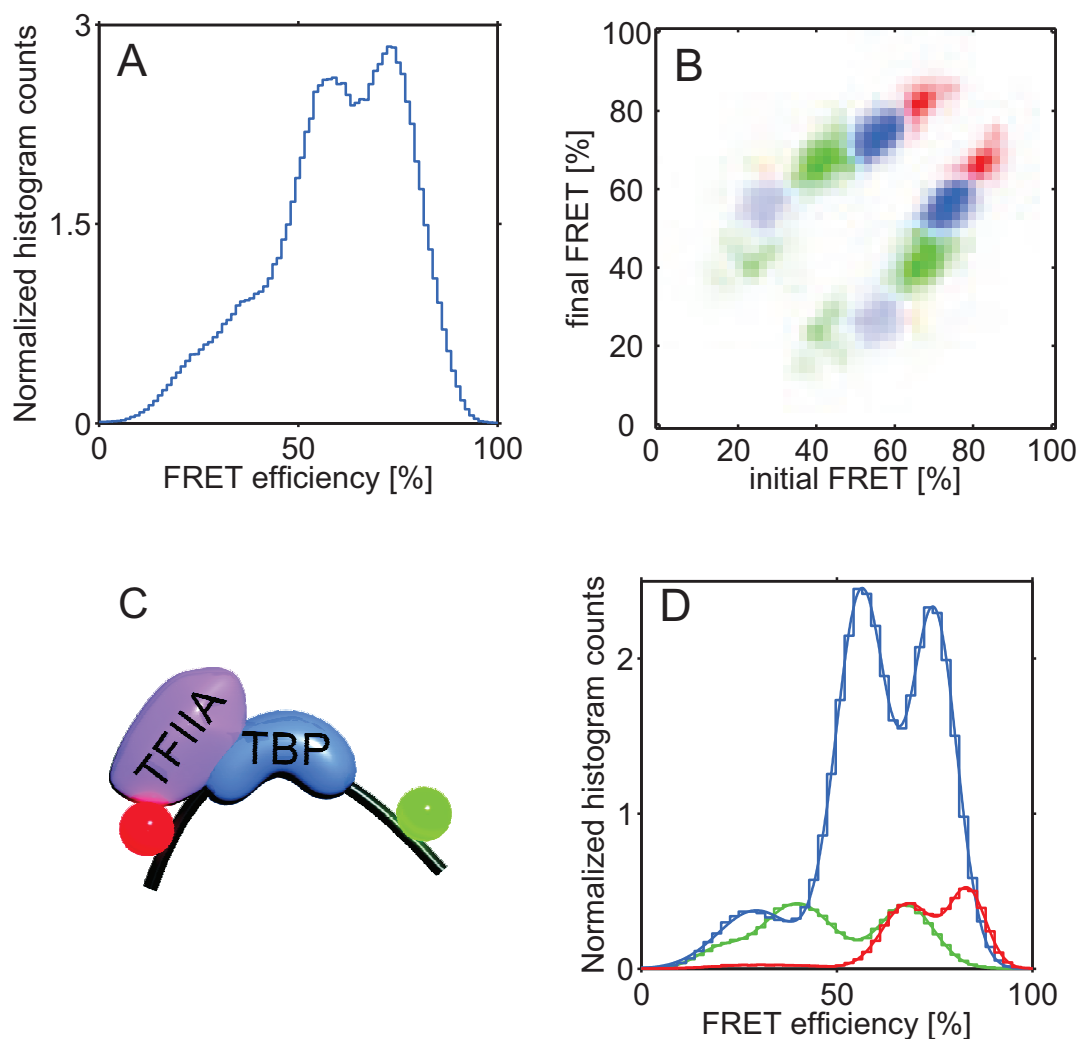 A
Normalized histogram counts
3
1.5
0
0
50
100
FRET efficiency [%]
B
final FRET [%]
100
80
60
40
20
0
0
20
40
60
80
100
initial FRET [%]
C
TFIIA
TBP
D
Normalized histogram counts
2
1
0
0
50
100
FRET efficiency [%]